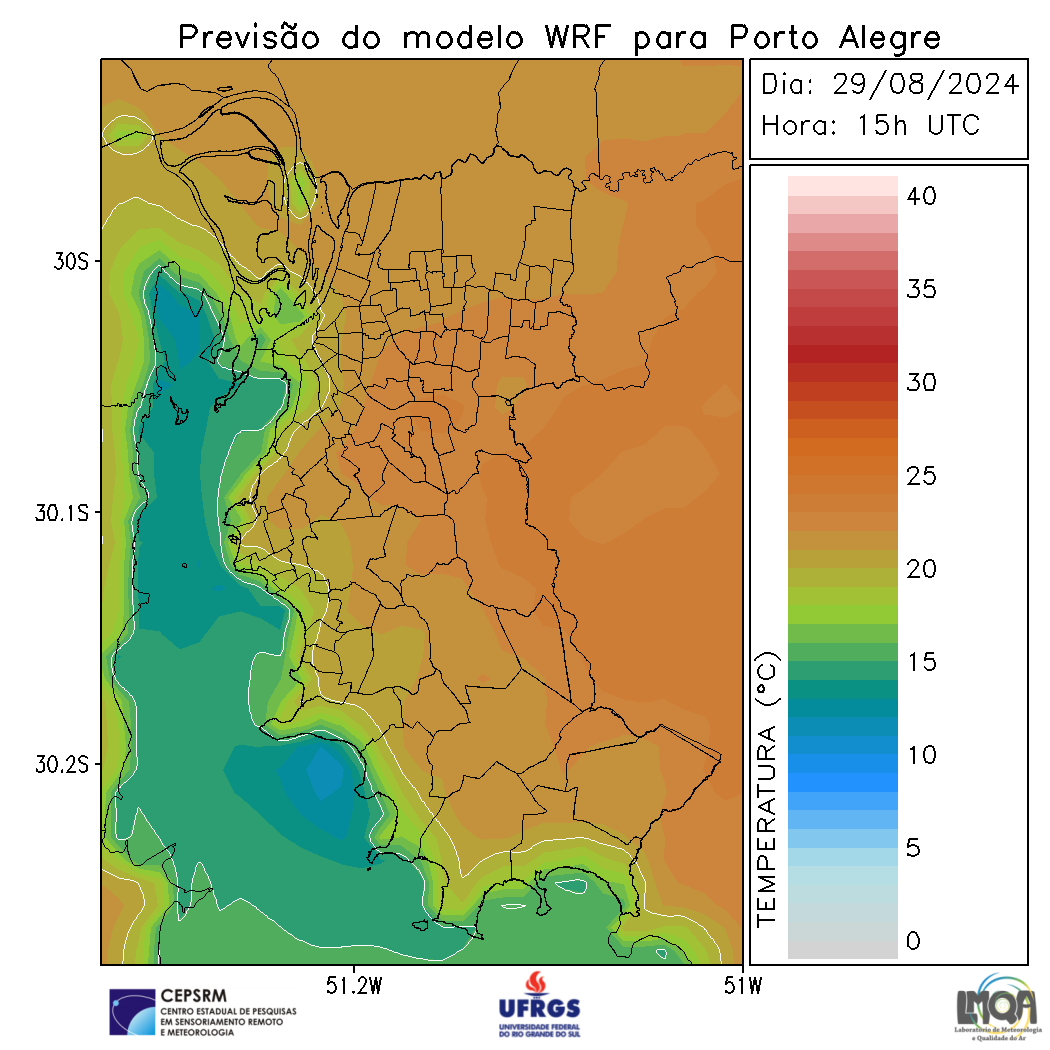 Previsão do modelo WRF para Porto Alegre
Dia: 29/08/2024
Hora: 15h UTC
30S
30.1S
30.2S
51.2W
51W
TEMPERATURA (°C)
40
35
30
25
20
15
10
5
0
CEPSRM
CENTRO ESTADUAL DE PESQUISAS
EM SENSORIAMENTO REMOTO
E METEOROLOGIA
UFRGS
UNIVERSIDADE FEDERAL
DO RIO GRANDE DO SUL
LMQA
Laboratório de Meteorologia
e Qualidade do Ar